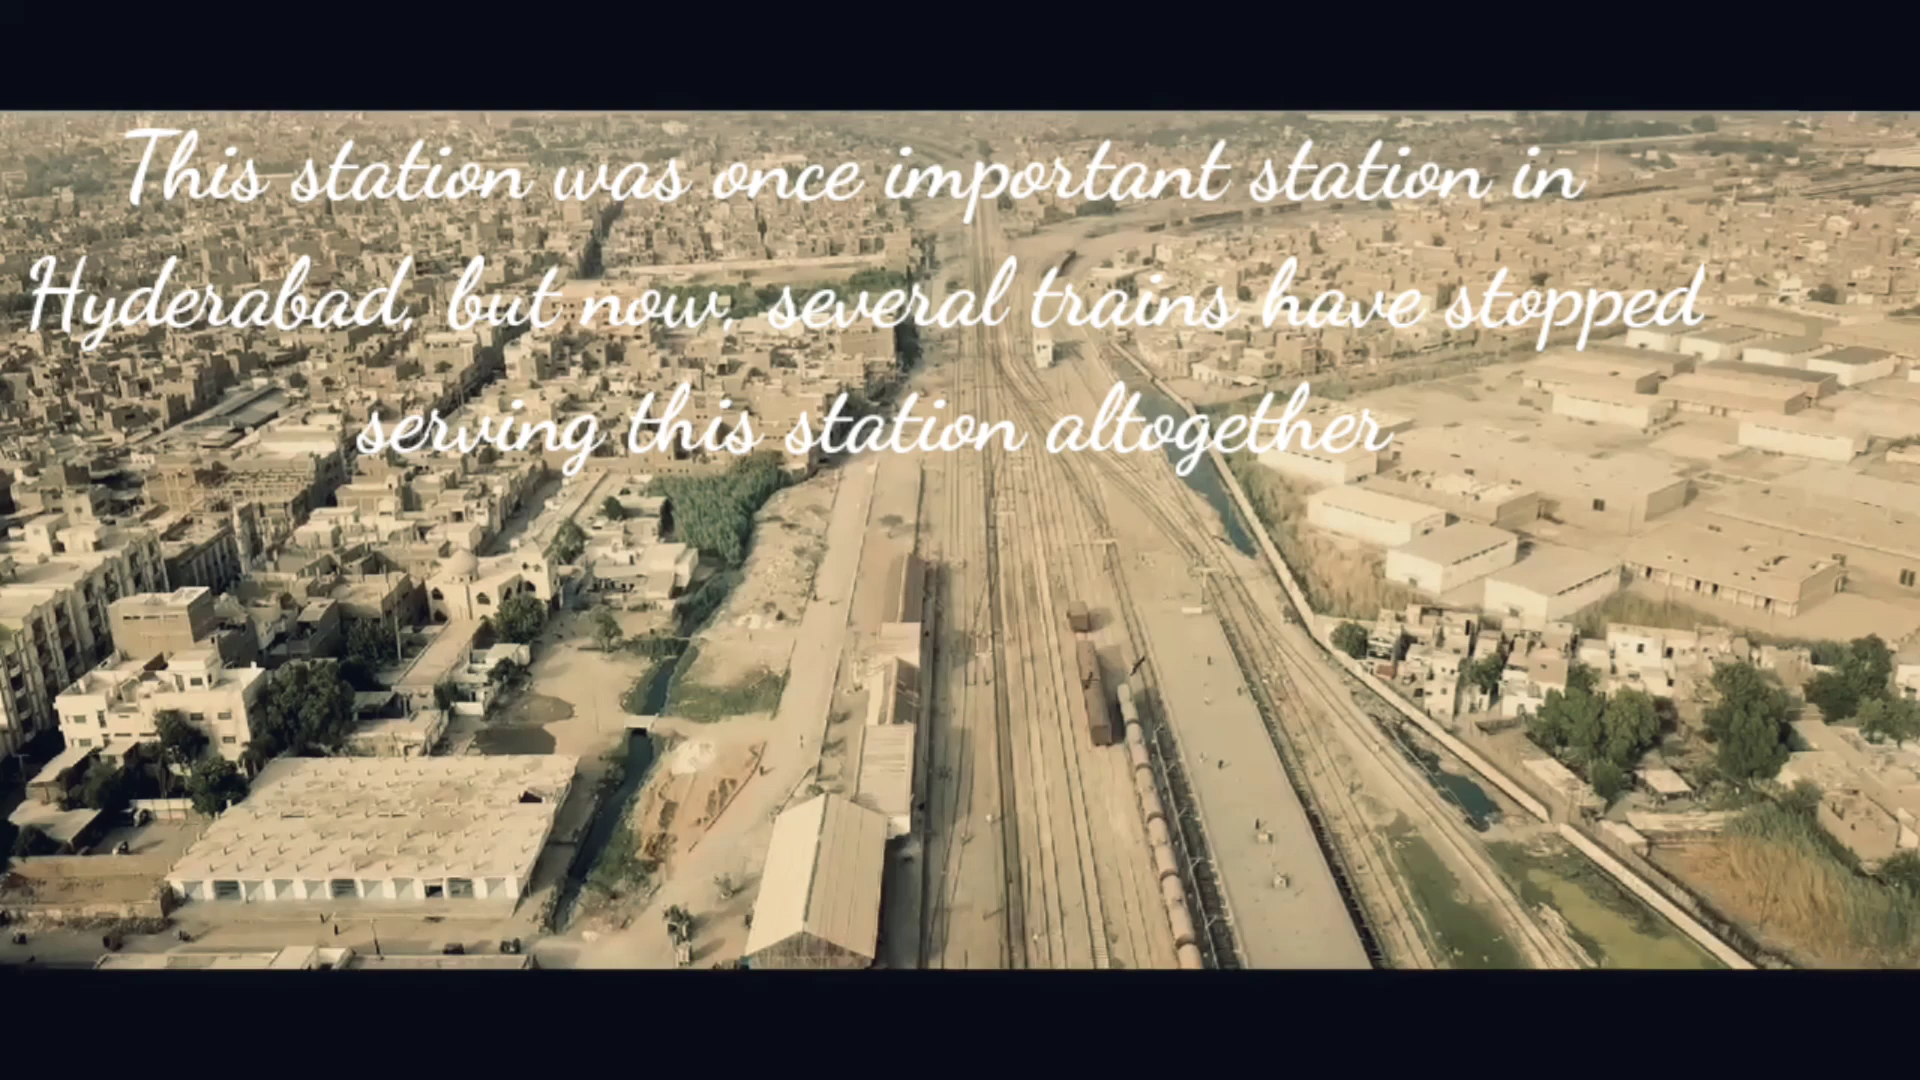 This station was once important station in
Hyderabad, but now, several trains have stopped
serving this station altogether